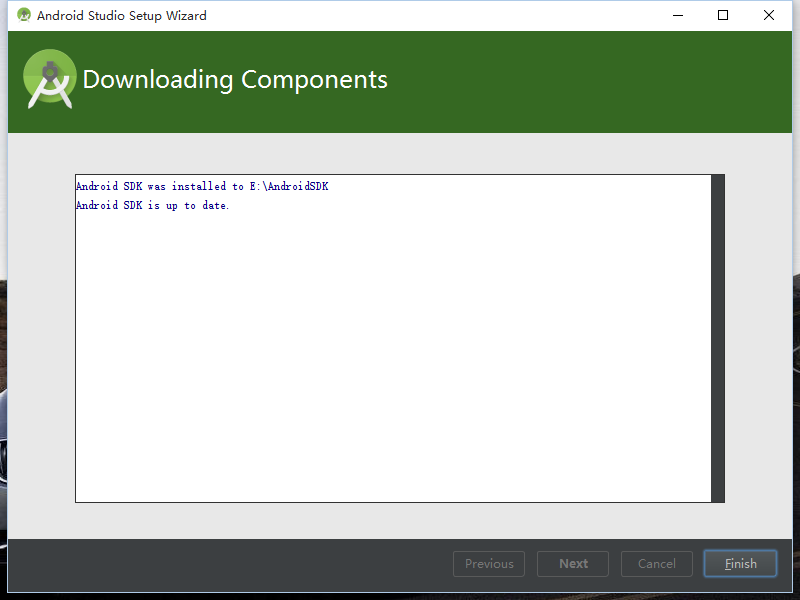 Android Studio Setup Wizard
Downloading Components
Android SDK was installed to E:\AndroidSDK
Android SDK is up to date.
Previous
Next
Cancel
Finish